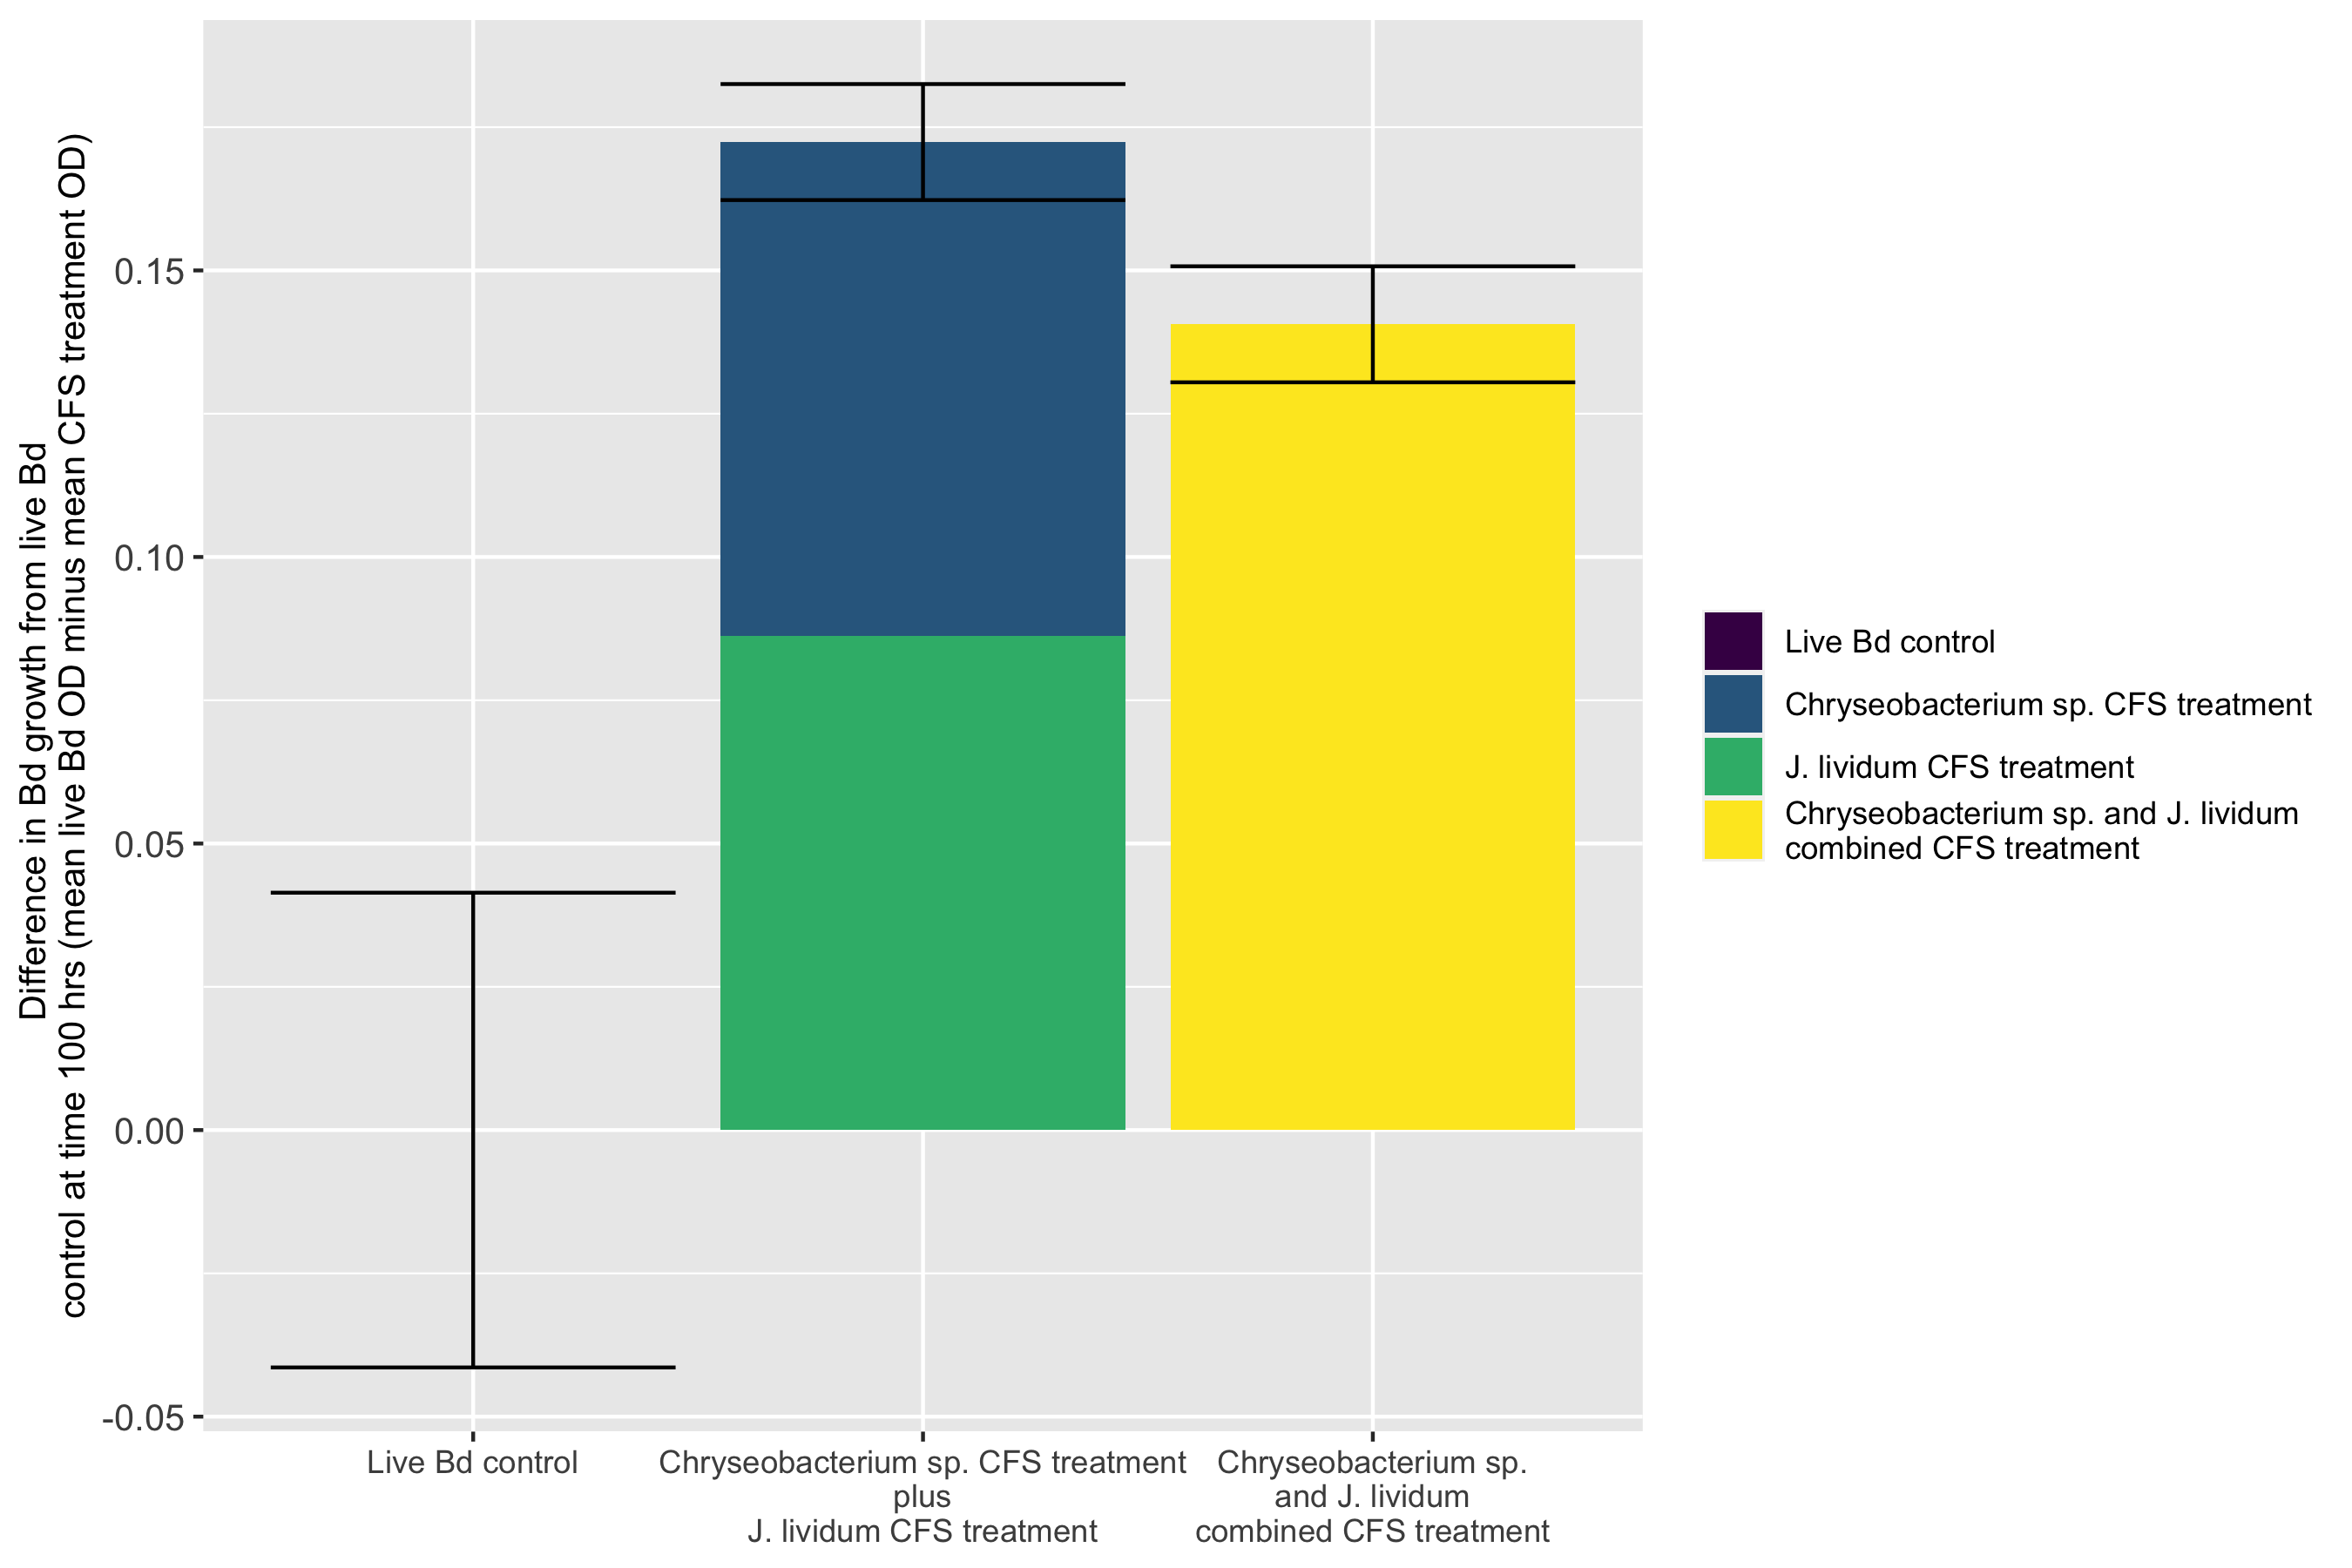 Difference in Bd growth from live Bd
control at time 100 hrs (mean live Bd OD minus mean CFS treatment OD)
0.15
0.10
0.05
0.00
-0.05
Live Bd control
Chryseobacterium sp. CFS treatment
plus
J. lividum CFS treatment
Chryseobacterium sp.
and J. lividum
combined CFS treatment
Live Bd control
Chryseobacterium sp. CFS treatment
J. lividum CFS treatment
Chryseobacterium sp. and J. lividum
combined CFS treatment